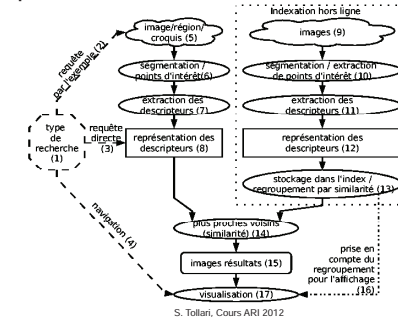 Indexation hors ligne
image/région/
croquis (5)
images (9)
requête
par l'exemple (2)
segmentation /
points d'intérêt(6)
segmentation / extraction
de points d'intérêt (10)
extraction des
descripteurs (7)
extraction des
descripteurs (11)
type
de
recherche
(1)
requête
directe
(3)
représentation des
descripteurs (8)
représentation des
descripteurs (12)
stockage dans l'index /
regroupement par similarité (13)
navigation (4)
plus proches voisins
(similarité) (14)
images résultats (15)
prise en
compte du
regroupement
pour l'affichage
(16)
visualisation (17)
S. Tollari, Cours ARI 2012